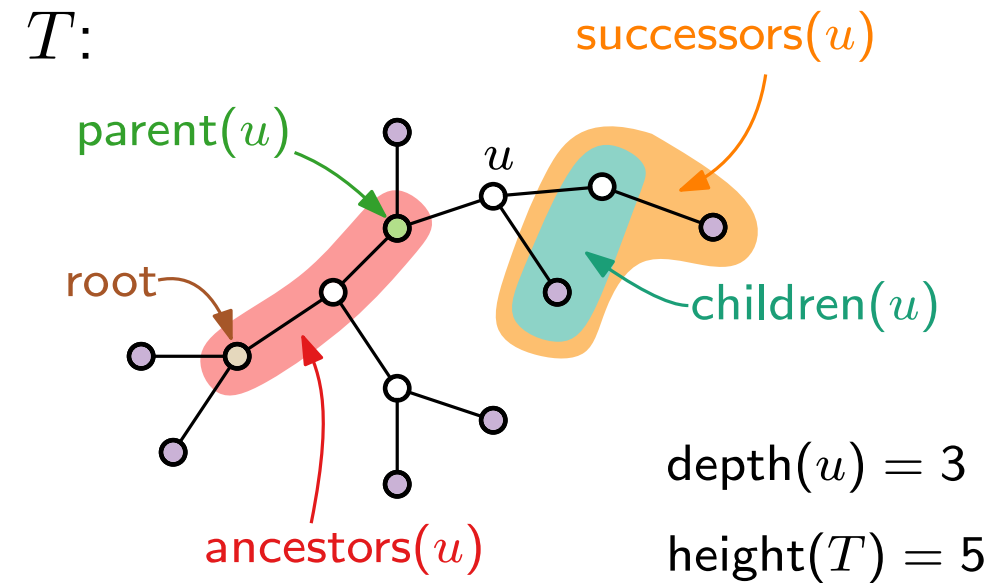 T:
successors(u)
parent(u)
u
root
children(u)
depth(u) = 3
ancestors(u)
height(T) = 5